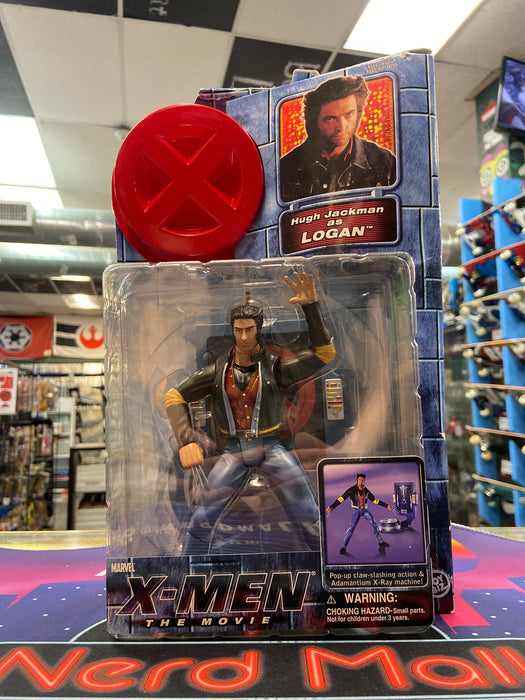 Hugh Jackman
as
LOGAN™
Pop-up claw-slashing action &
Adamantium X-Ray machine!
MARVEL
X-MEN®
THE MOVIE
⚠ WARNING:
CHOKING HAZARD-Small parts.
Not for children under 3 years.
Nerd Mall